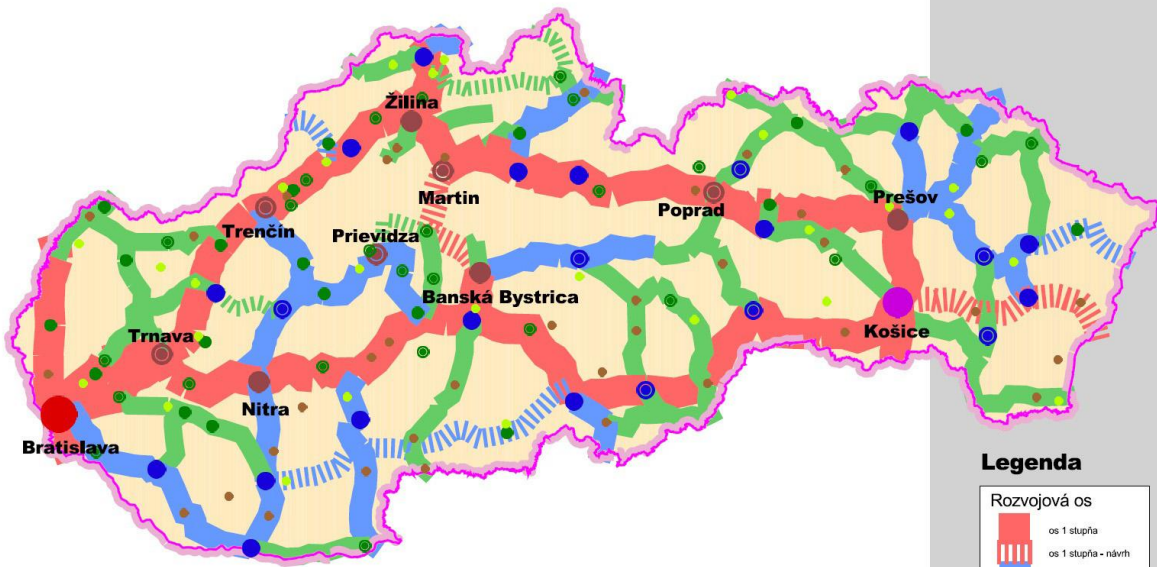 Žilina
Martin
Poprad
Prešov
Trenčín
Prievidza
Banská Bystrica
Košice
Trnava
Nitra
Bratislava
Legenda
Rozvojová os
os 1 stupňa
os 1 stupňa - návrh